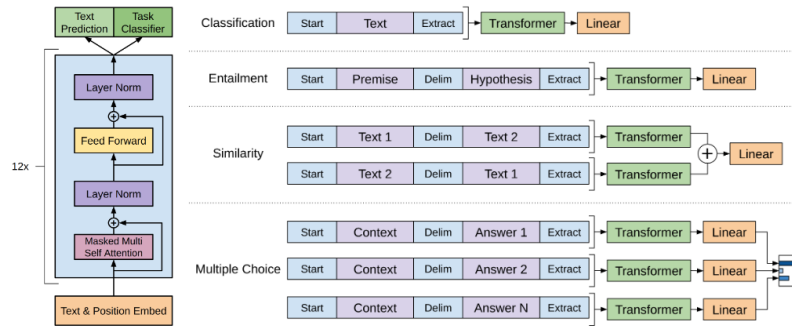 Text Prediction
Task Classifier
Layer Norm
+
Feed Forward
12x
Layer Norm
+
Masked Multi Self Attention
Text & Position Embed
Classification
Start Text Extract Transformer Linear
Entailment
Start Premise Delim Hypothesis Extract Transformer Linear
Similarity
Start Text 1 Delim Text 2 Extract Transformer
+ Linear
Start Text 2 Delim Text 1 Extract Transformer
Multiple Choice
Start Context Delim Answer 1 Extract Transformer Linear
Start Context Delim Answer 2 Extract Transformer Linear
Start Context Delim Answer N Extract Transformer Linear